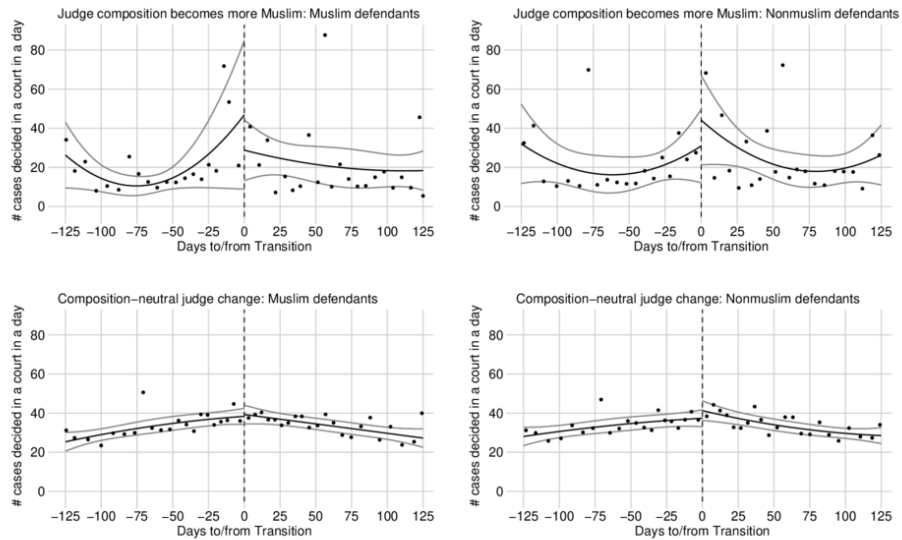 Judge composition becomes more Muslim: Muslim defendants
# cases decided in a court in a day
80
60
40
20
0
−125 −100 −75 −50 −25 0 25 50 75 100 125
Days to/from Transition
Judge composition becomes more Muslim: Nonmuslim defendants
# cases decided in a court in a day
80
60
40
20
0
−125 −100 −75 −50 −25 0 25 50 75 100 125
Days to/from Transition
Composition−neutral judge change: Muslim defendants
# cases decided in a court in a day
80
60
40
20
0
−125 −100 −75 −50 −25 0 25 50 75 100 125
Days to/from Transition
Composition−neutral judge change: Nonmuslim defendants
# cases decided in a court in a day
80
60
40
20
0
−125 −100 −75 −50 −25 0 25 50 75 100 125
Days to/from Transition